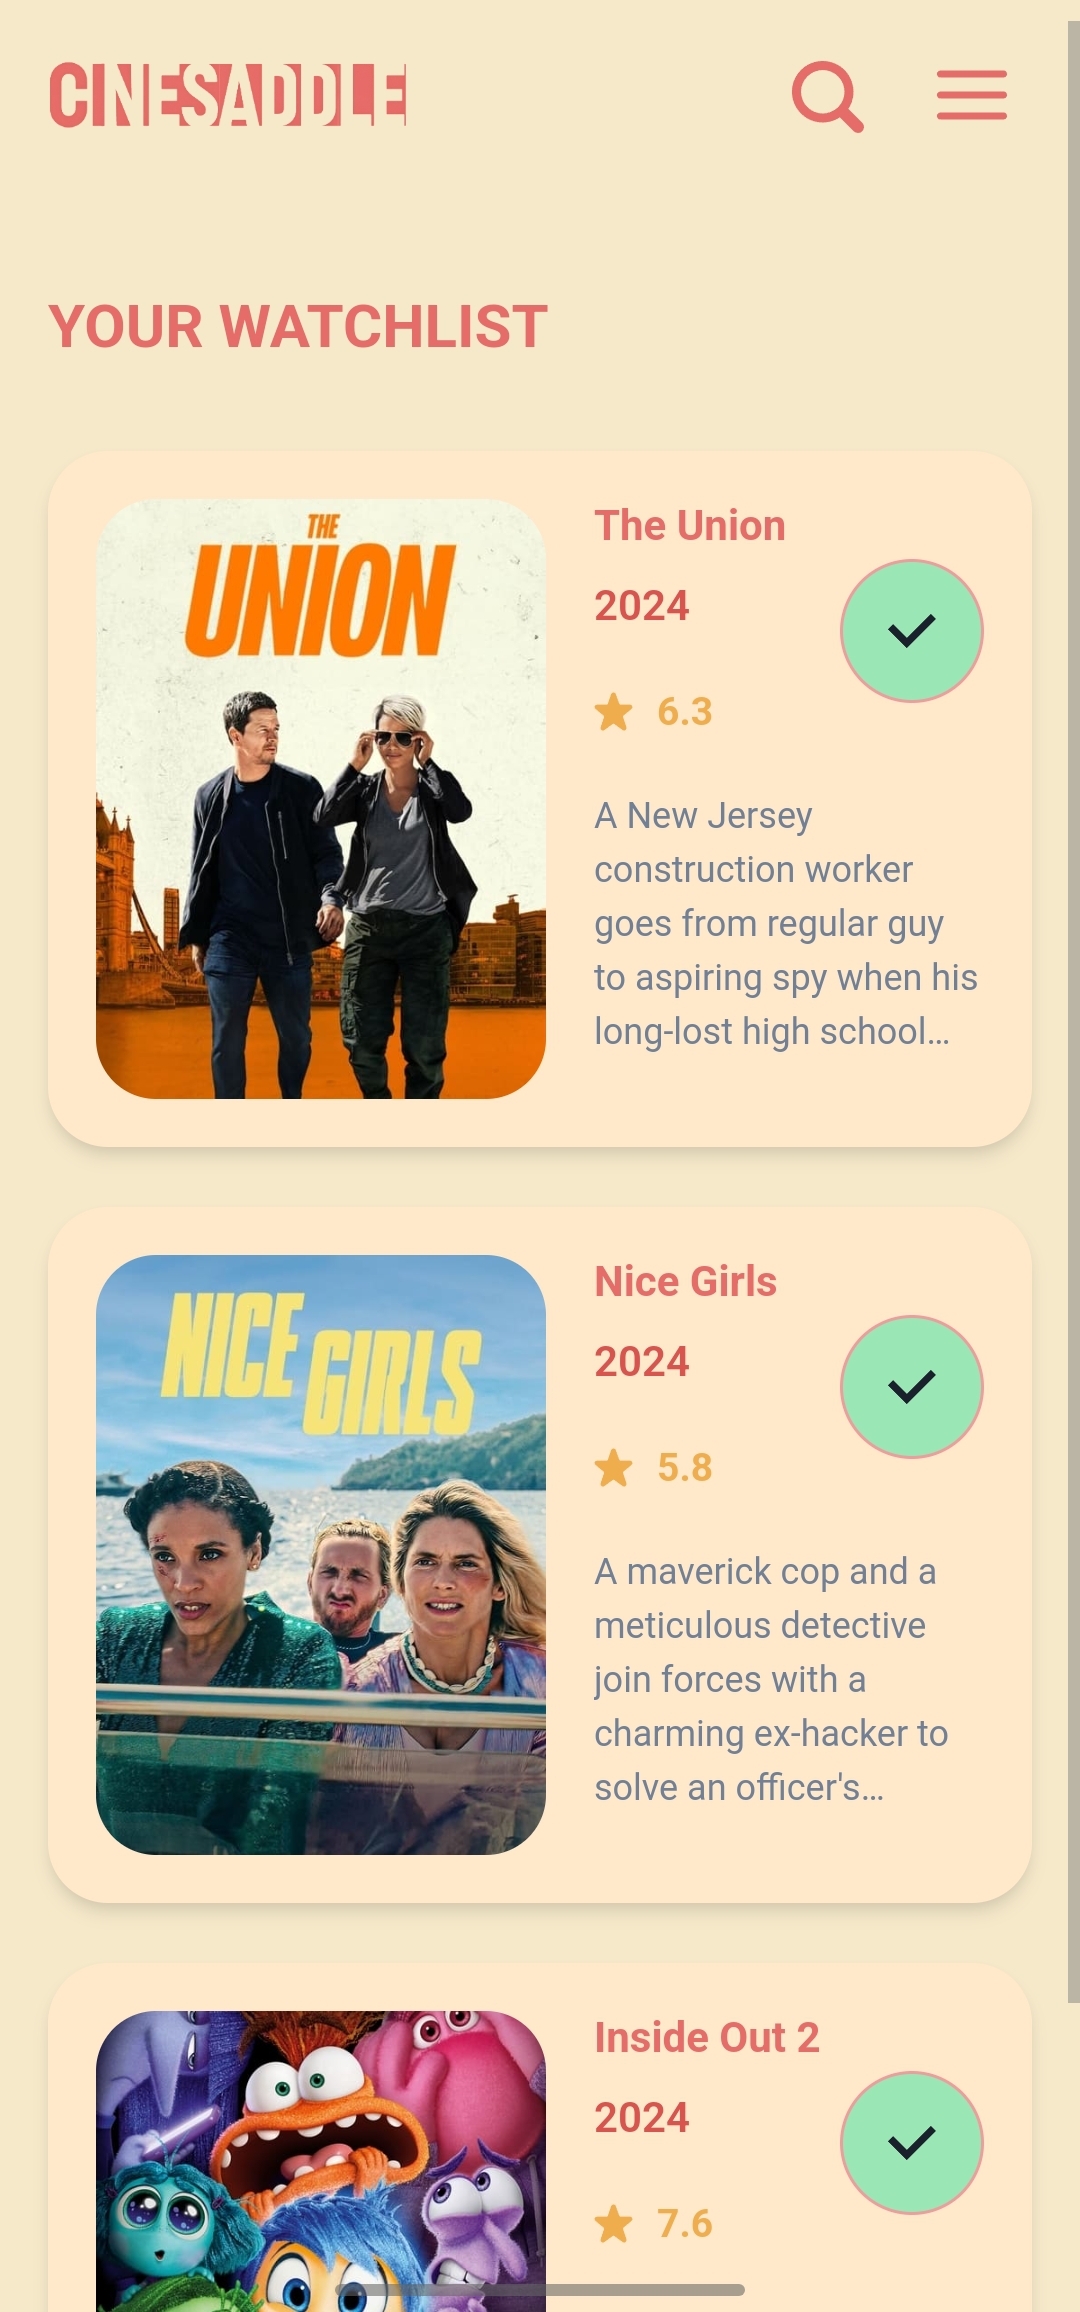 CINESADDLE
YOUR WATCHLIST
THE
UNION
The Union
2024
6.3
A New Jersey
construction worker
goes from regular guy
to aspiring spy when his
long-lost high school...
NICE
GIRLS
Nice Girls
2024
5.8
A maverick cop and a
meticulous detective
join forces with a
charming ex-hacker to
solve an officer's...
Inside Out 2
2024
7.6